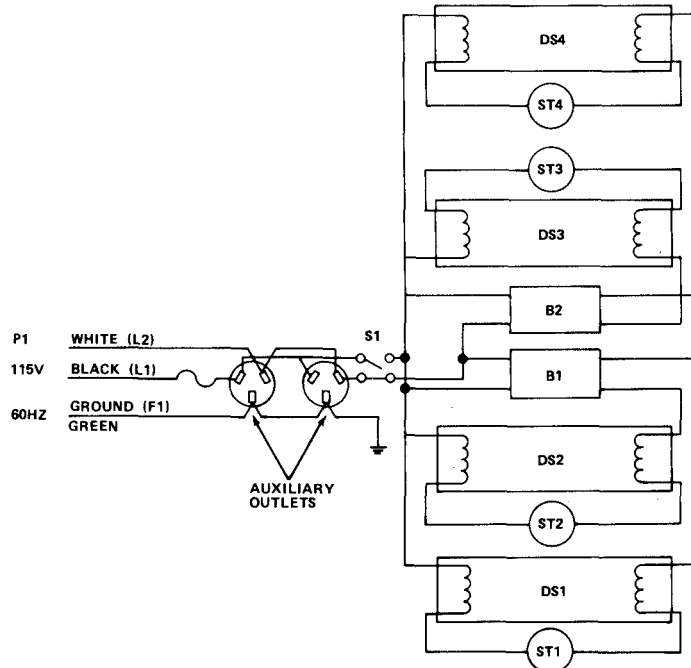 DS4
ST4
ST3
DS3
B2
S1
P1 WHITE (L2)
115V BLACK (L1)
B1
60HZ GROUND (F1)
GREEN
AUXILIARY
OUTLETS
DS2
ST2
DS1
ST1